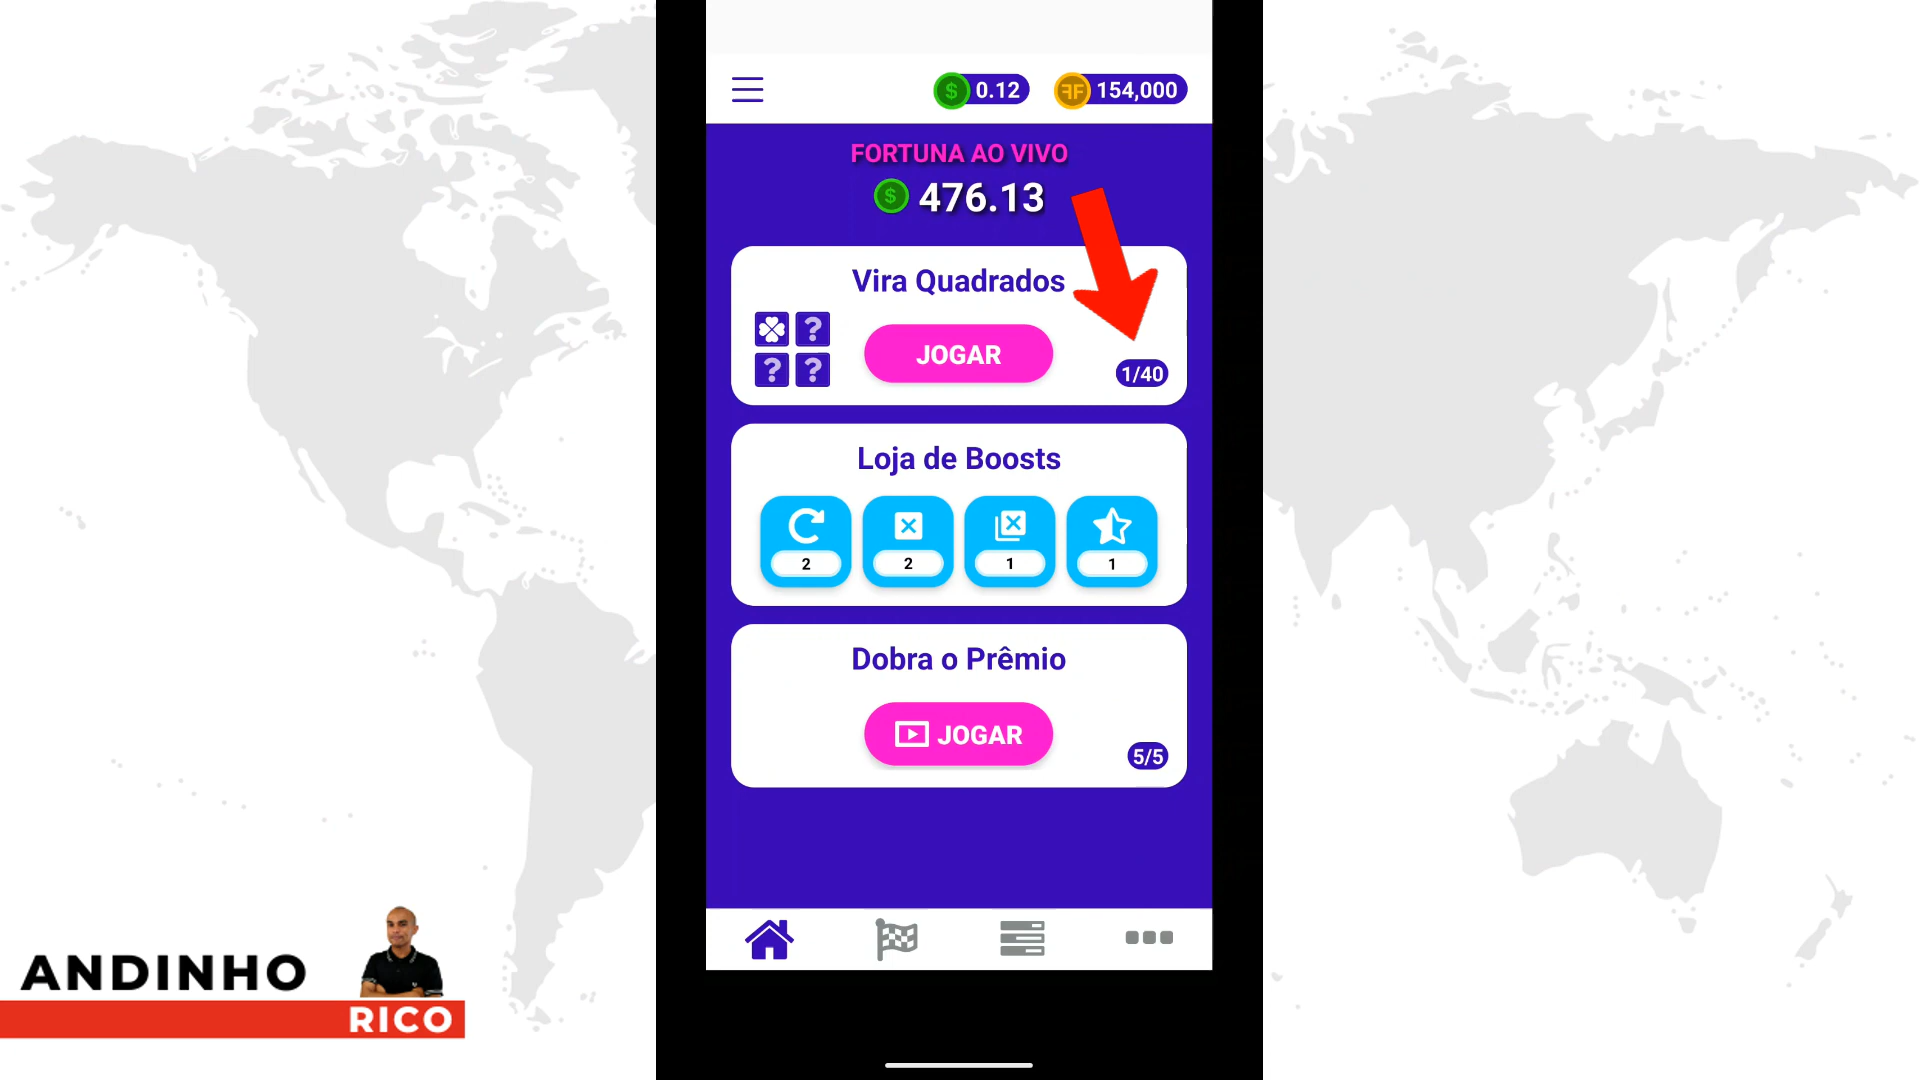 $ 0.12
FF 154,000
FORTUNA AO VIVO
$ 476.13
Vira Quadrados
? ? ?
JOGAR
1/40
Loja de Boosts
2 2 1 1
Dobra o Prêmio
JOGAR
5/5
ANDINHO
RICO